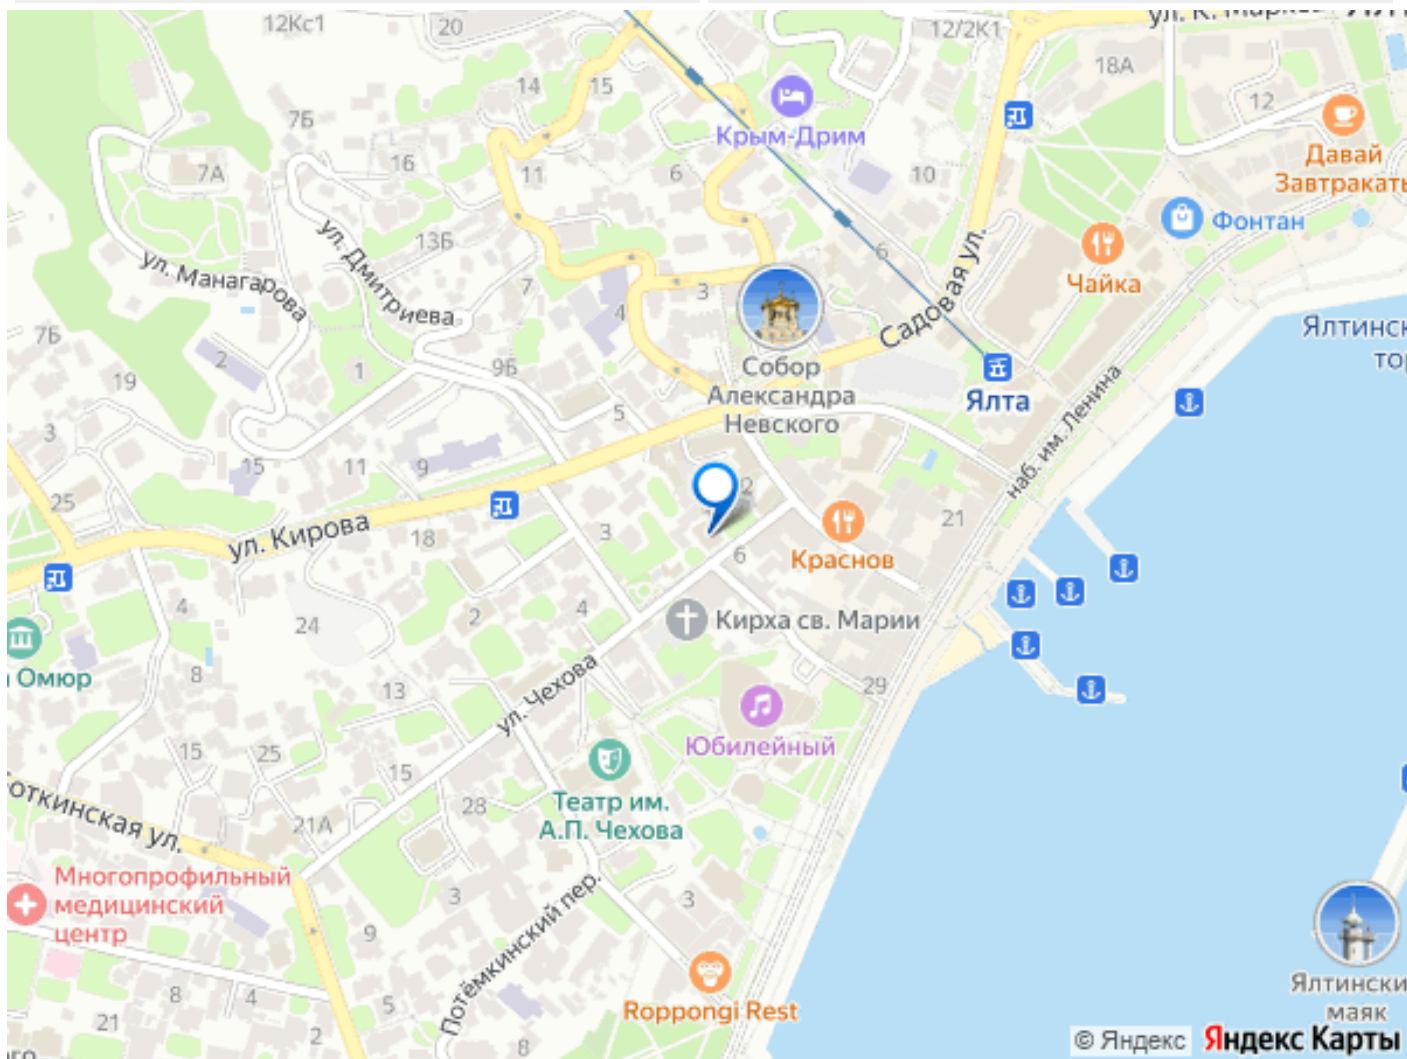 12Кс1
20
12/2К1
18А
14
15
12
7Б
Крым-Дрим
Давай
Завтракать
16
7А
11
6
10
Фонтан
ул. Дмитриева
13Б
6
Чайка
ул. Манагарова
7
3
4
Садовая ул.
7Б
2
19
1
9Б
Собор
Александра
Невского
Ялта
наб. им. Ленина
5
3
15
11
9
25
2
21
ул. Кирова
18
3
6
Краснов
4
24
2
4
Кирха св. Марии
Омюр
8
13
ул. Чехова
29
Юбилейный
15
25
15
Театр им.
А.П. Чехова
28
21А
Многопрофильный
медицинский
центр
3
3
9
Потёмкинский пер.
Roppongi Rest
8
4
5
21
2
8
маяк
© Яндекс Яндекс Карты